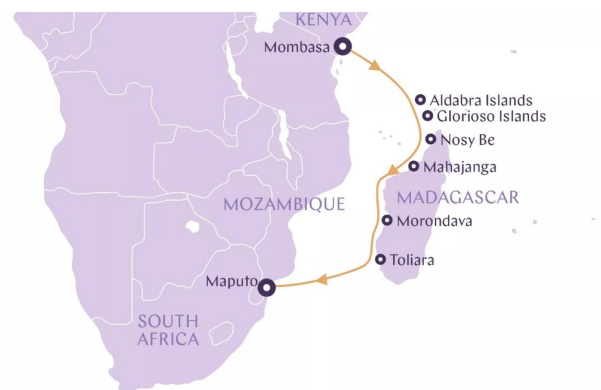 KENYA
Mombasa
Aldabra Islands
Glorioso Islands
Nosy Be
Mahajanga
MADAGASCAR
MOZAMBIQUE
Morondava
Toliara
Maputo
SOUTH
AFRICA